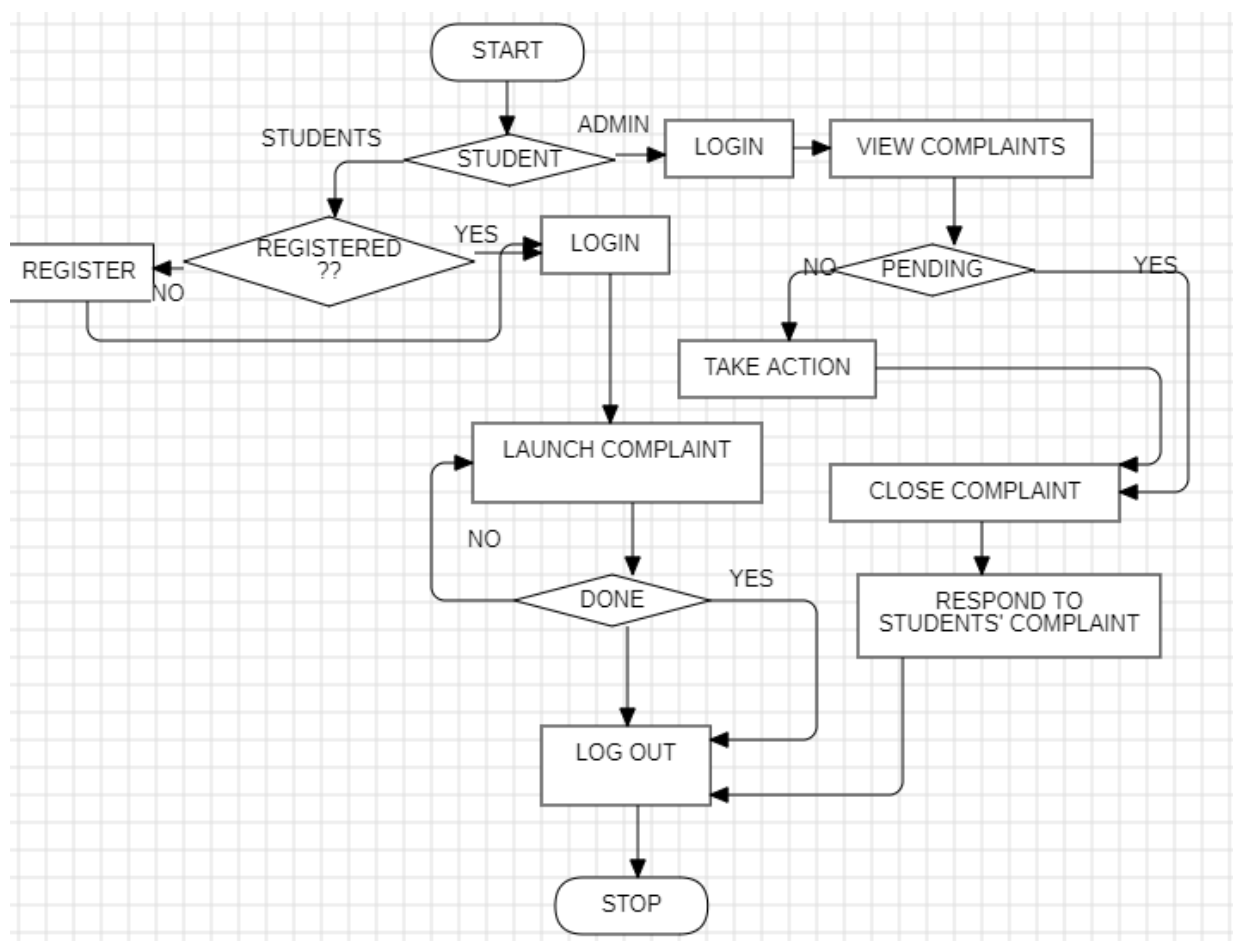 START
STUDENTS
ADMIN
STUDENT
LOGIN
VIEW COMPLAINTS
REGISTERED
??
YES
LOGIN
REGISTER
NO
NO
PENDING
YES
TAKE ACTION
LAUNCH COMPLAINT
CLOSE COMPLAINT
NO
DONE
YES
RESPOND TO
STUDENTS' COMPLAINT
LOG OUT
STOP